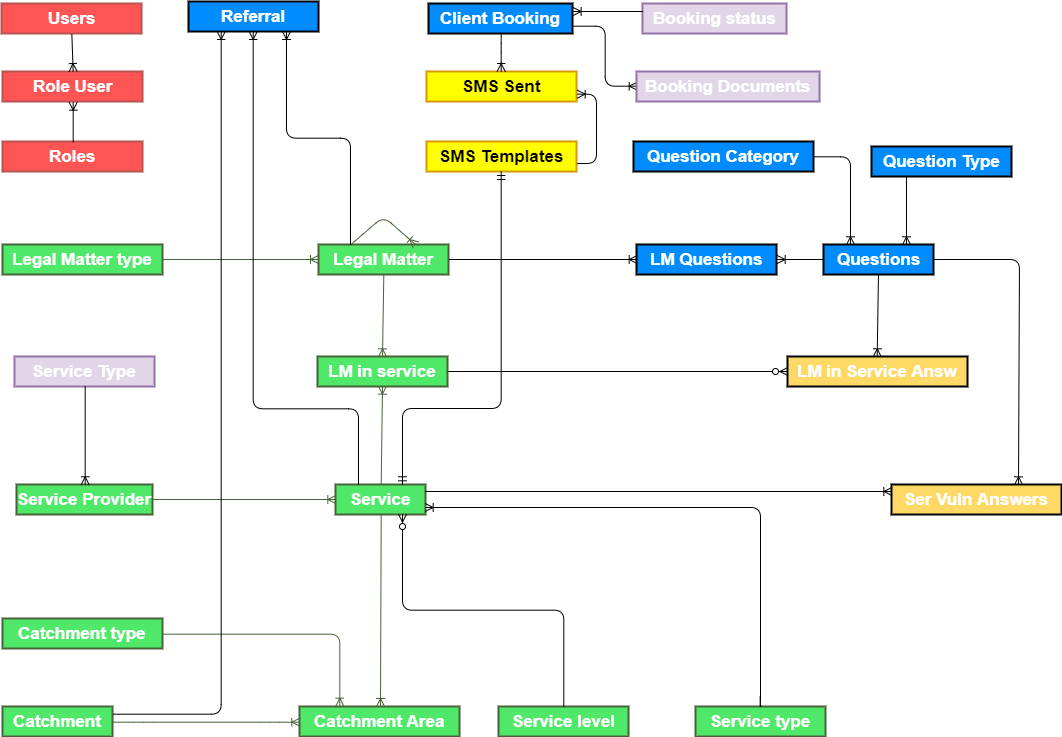 Users
Referral
Client Booking
Booking status
Role User
SMS Sent
Booking Documents
Roles
SMS Templates
Question Category
Question Type
Legal Matter type
Legal Matter
LM Questions
Questions
Service Type
LM in service
LM in Service Answ
Service Provider
Service
Ser Vuln Answers
Catchment type
Catchment
Catchment Area
Service level
Service type